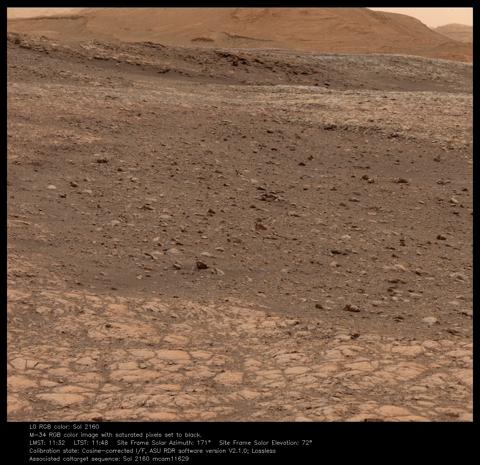 L0 RGB color: Sol 2160
M-34 RGB color image with saturated pixels set to black.
LMST: 11:32 LTST: 11:48 Site Frame Solar Azimuth: 171° Site Frame Solar Elevation: 72°
Calibration state: Cosine-corrected I/F, ASU RDR software version V2.1.0; Lossless
Associated caltarget sequence: Sol 2160 mcam11629